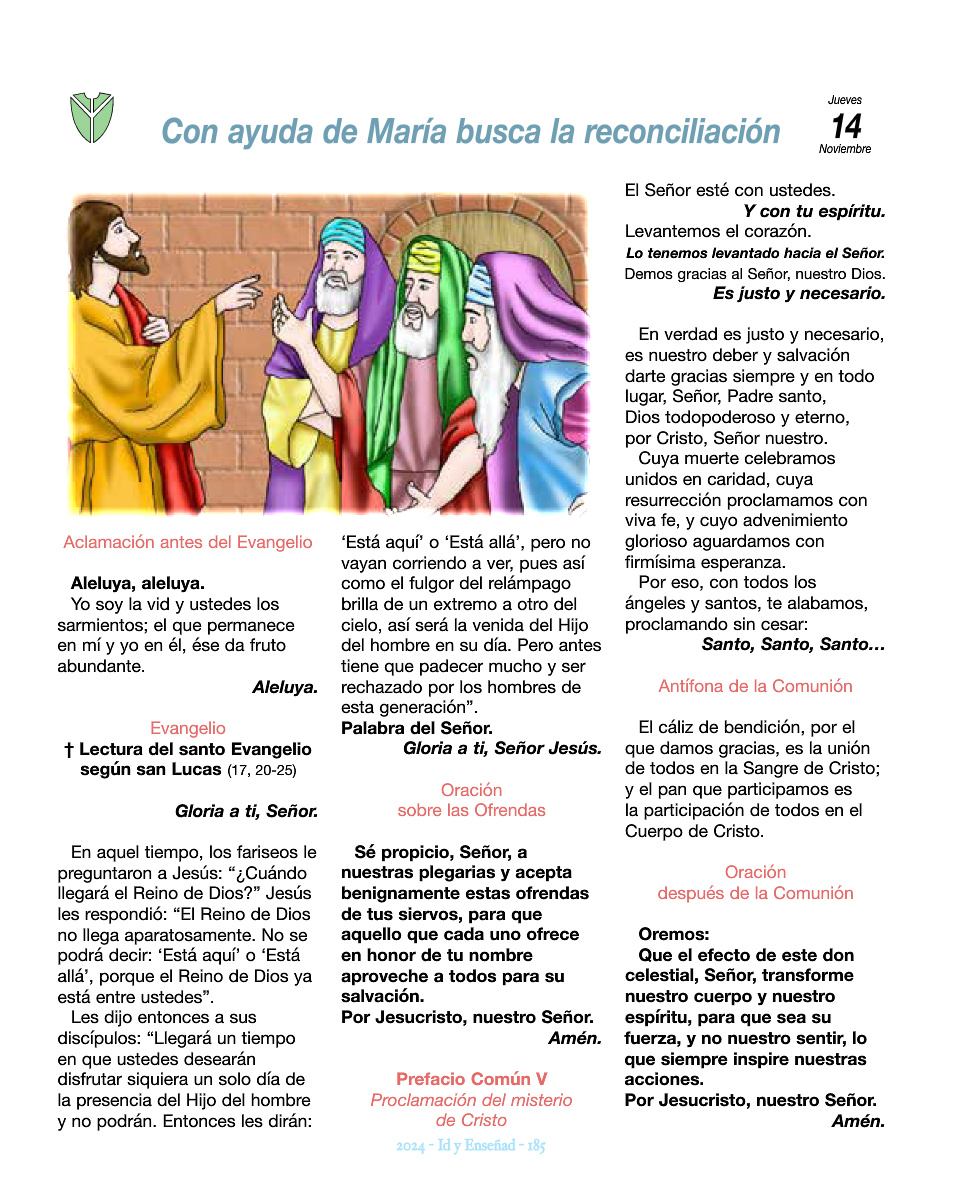 Con ayuda de María busca la reconciliación
Jueves
14
Noviembre
Aclamación antes del Evangelio
Aleluya, aleluya.
Yo soy la vid y ustedes los
sarmientos; el que permanece
en mí y yo en él, ése da fruto
abundante.
Aleluya.
Evangelio
† Lectura del santo Evangelio
según san Lucas (17, 20-25)
Gloria a ti, Señor.
En aquel tiempo, los fariseos le
preguntaron a Jesús: “¿Cuándo
llegará el Reino de Dios?” Jesús
les respondió: “El Reino de Dios
no llega aparatosamente. No se
podrá decir: ‘Está aquí’ o ‘Está
allá’, porque el Reino de Dios ya
está entre ustedes”.
Les dijo entonces a sus
discípulos: “Llegará un tiempo
en que ustedes desearán
disfrutar siquiera un solo día de
la presencia del Hijo del hombre
y no podrán. Entonces les dirán:
‘Está aquí’ o ‘Está allá’, pero no
vayan corriendo a ver, pues así
como el fulgor del relámpago
brilla de un extremo a otro del
cielo, así será la venida del Hijo
del hombre en su día. Pero antes
tiene que padecer mucho y ser
rechazado por los hombres de
esta generación”.
Palabra del Señor.
Gloria a ti, Señor Jesús.
Oración
sobre las Ofrendas
Sé propicio, Señor, a
nuestras plegarias y acepta
benignamente estas ofrendas
de tus siervos, para que
aquello que cada uno ofrece
en honor de tu nombre
aproveche a todos para su
salvación.
Por Jesucristo, nuestro Señor.
Amén.
Prefacio Común V
Proclamación del misterio
de Cristo
El Señor esté con ustedes.
Y con tu espíritu.
Levantemos el corazón.
Lo tenemos levantado hacia el Señor.
Demos gracias al Señor, nuestro Dios.
Es justo y necesario.
En verdad es justo y necesario,
es nuestro deber y salvación
darte gracias siempre y en todo
lugar, Señor, Padre santo,
Dios todopoderoso y eterno,
por Cristo, Señor nuestro.
Cuya muerte celebramos
unidos en caridad, cuya
resurrección proclamamos con
viva fe, y cuyo advenimiento
glorioso aguardamos con
firmísima esperanza.
Por eso, con todos los
ángeles y santos, te alabamos,
proclamando sin cesar:
Santo, Santo, Santo…
Antífona de la Comunión
El cáliz de bendición, por el
que damos gracias, es la unión
de todos en la Sangre de Cristo;
y el pan que participamos es
la participación de todos en el
Cuerpo de Cristo.
Oración
después de la Comunión
Oremos:
Que el efecto de este don
celestial, Señor, transforme
nuestro cuerpo y nuestro
espíritu, para que sea su
fuerza, y no nuestro sentir, lo
que siempre inspire nuestras
acciones.
Por Jesucristo, nuestro Señor.
Amén.
2024 - Id y Enseñad - 185